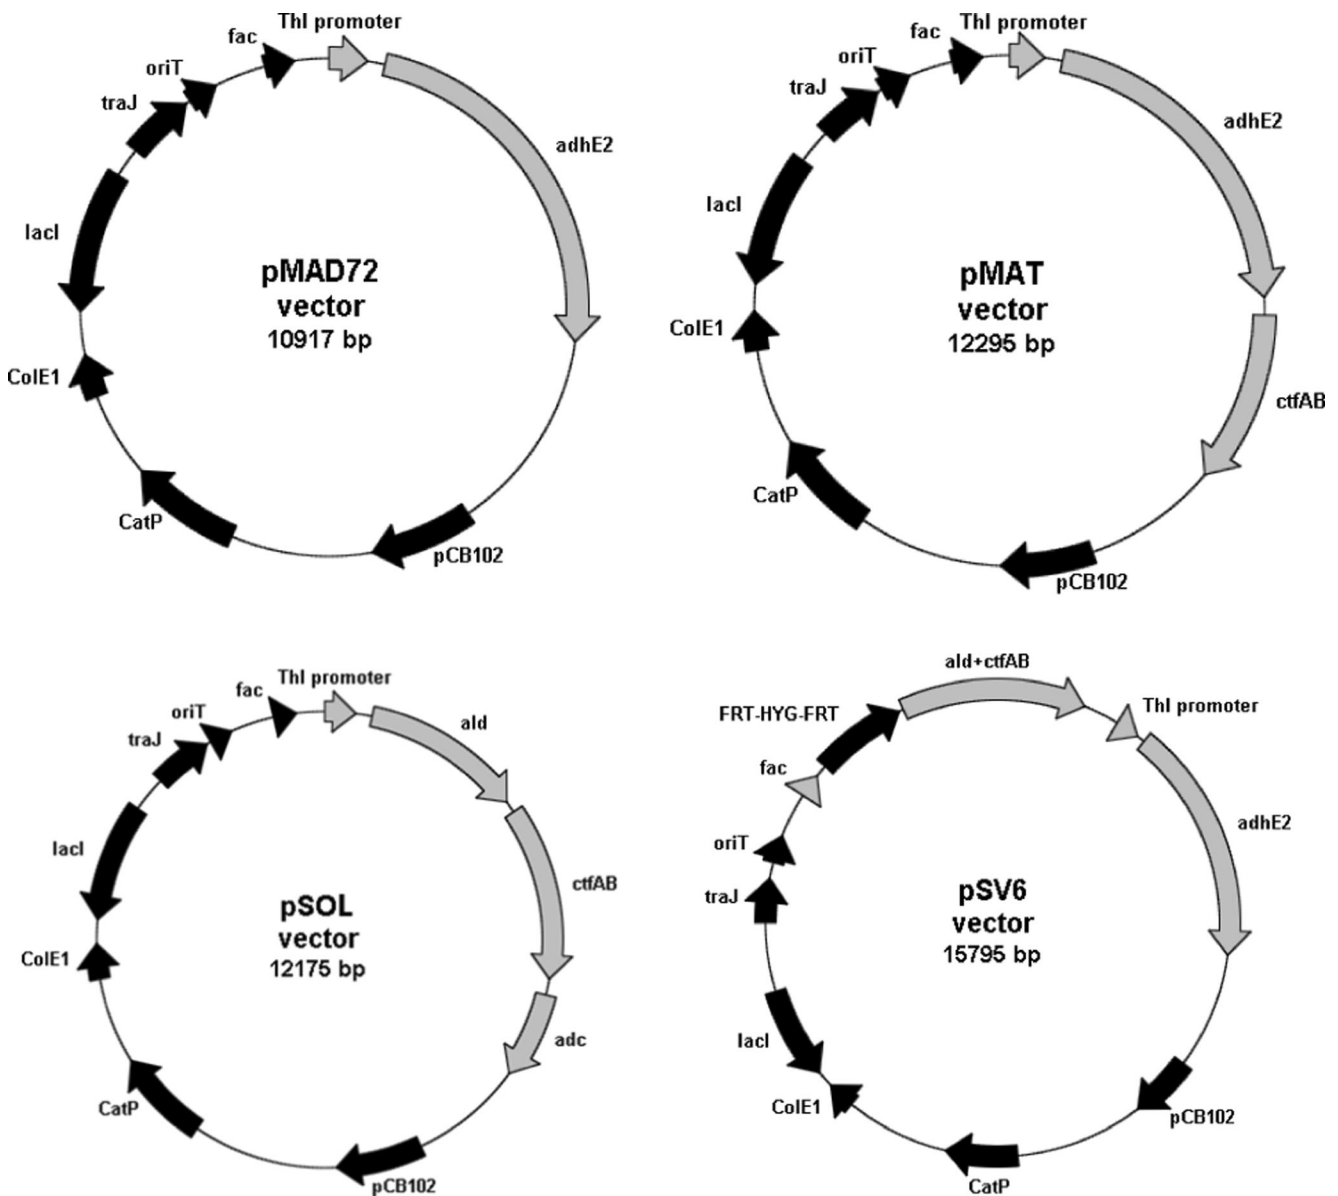 Thl promoter
fac
oriT
traJ
adhE2
lacI
pMAD72
vector
10917 bp
ColE1
CatP
pCB102
Thl promoter
fac
oriT
traJ
adhE2
lacI
pMAT
vector
12295 bp
ColE1
ctfAB
CatP
pCB102
Thl promoter
fac
oriT
traJ
ald
lacI
ctfAB
pSOL
vector
12175 bp
ColE1
adc
CatP
pCB102
ald+ctfAB
FRT-HYG-FRT
Thl promoter
fac
adhE2
oriT
traJ
pSV6
vector
15795 bp
lacI
ColE1
pCB102
CatP